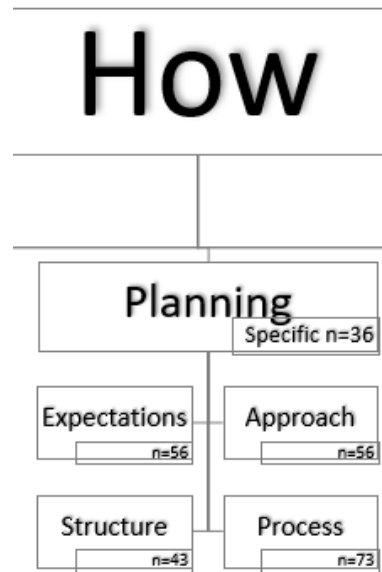 How
Planning
Specific n=36
Expectations
n=56
Approach
n=56
Structure
n=43
Process
n=73